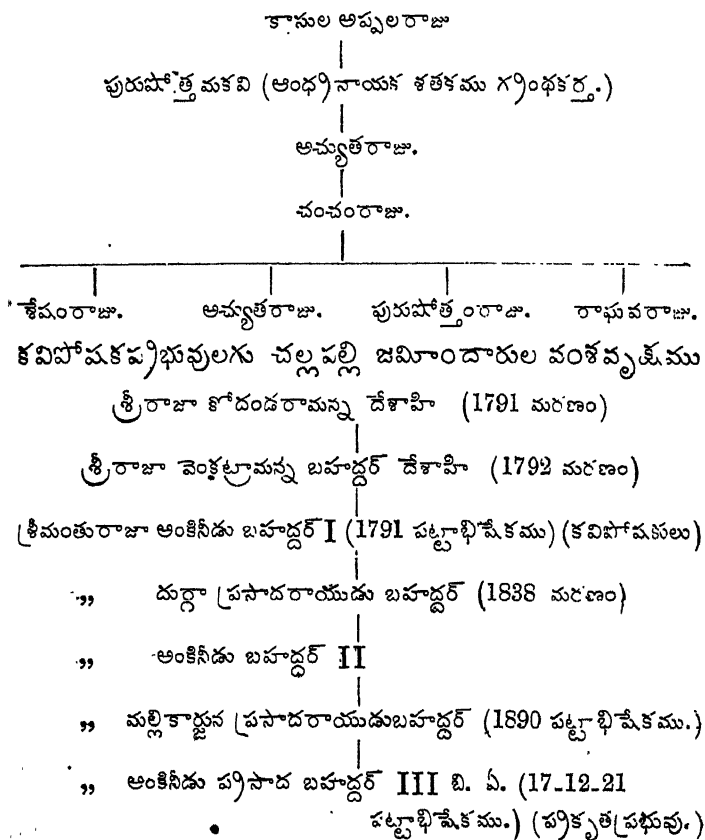 కాసుల అప్పలరాజు
పురుషోత్తమకవి (ఆంధ్రనాయక శతకము గ్రంథకర్త.)
అచ్యుతరాజు.
చంచంరాజు.
శేషంరాజు. అచ్యుతరాజు. పురుషోత్తంరాజు. రాఘవరాజు.
కవిపోషకప్రభువులగు చల్లపల్లి జమీందారుల వంశవృక్షము
శ్రీరాజా కోదండరామన్న దేశాహి (1791 మరణం)
శ్రీరాజా వెంకట్రామన్న బహద్దర్ దేశాహి (1792 మరణం)
శ్రీమంతురాజా అంకినీడు బహద్దర్ I (1791 పట్టాభిషేకము) (కవిపోషకులు)
„ దుర్గా ప్రసాదరాయుడు బహద్దర్ (1838 మరణం)
„ అంకినీడు బహద్ధర్ II
„ మల్లికార్జున ప్రసాదరాయుడుబహద్దర్ (1890 పట్టాభిషేకము.)
„ అంకినీడు ప్రసాద బహద్దర్ III బి. ఏ. (17-12-21
పట్టాభిషేకము.) (ప్రకృతప్రభువు.)